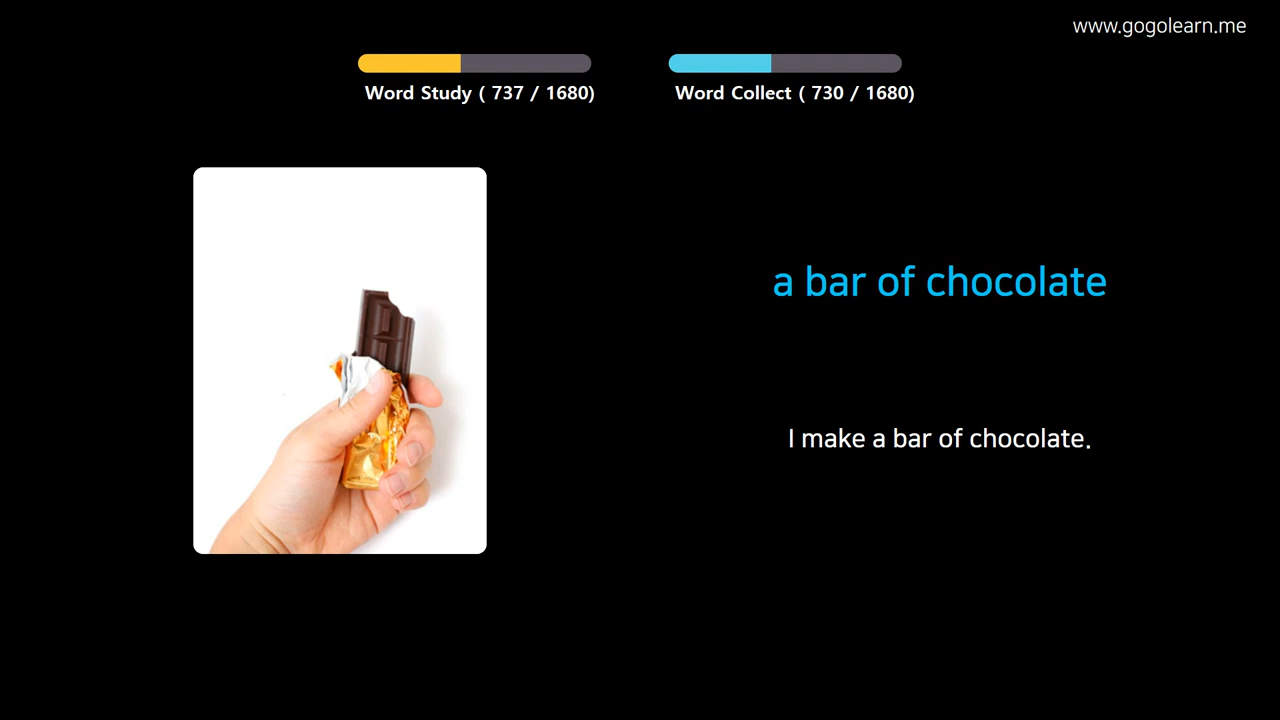 www.gogolearn.me
Word Study ( 737 / 1680)
Word Collect ( 730 / 1680)
a bar of chocolate
I make a bar of chocolate.